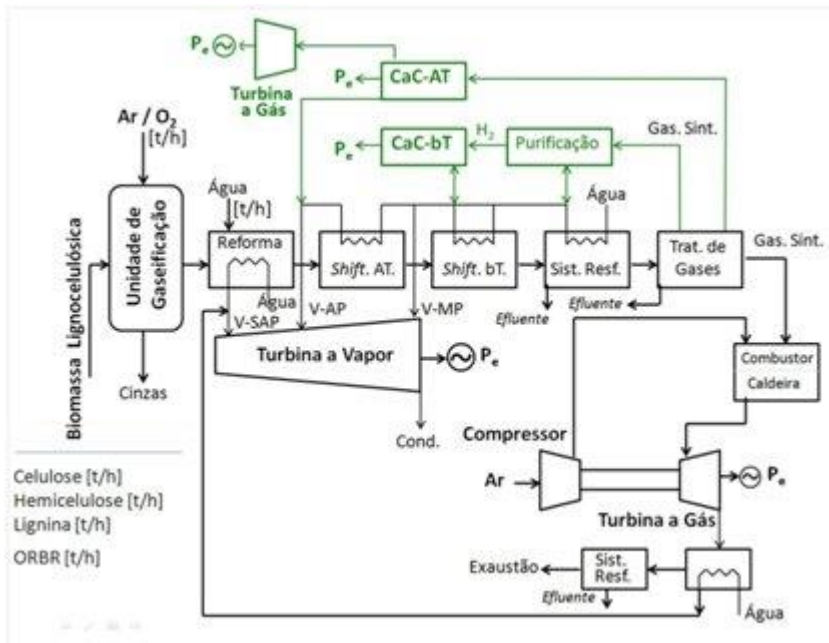 Pe
Turbina
a Gás
CaC-AT
Pe
Ar / O2
[t/h]
Gas. Sint.
H2
CaC-bT
Purificação
Pe
Água
[t/h]
Água
Unidade de
Gaseificação
Reforma
Shift. AT.
Shift. bT.
Sist. Resf.
Trat. de
Gases
Gas. Sint.
Água
V-SAP
V-AP
V-MP
Efluente
Efluente
Biomassa Lignocelulósica
Turbina a Vapor
Pe
Combustor
Caldeira
Cinzas
Cond.
Compressor
Ar
Pe
Turbina a Gás
Celulose [t/h]
Hemicelulose [t/h]
Lignina [t/h]
ORBR [t/h]
Exaustão
Sist.
Resf.
Efluente
Água